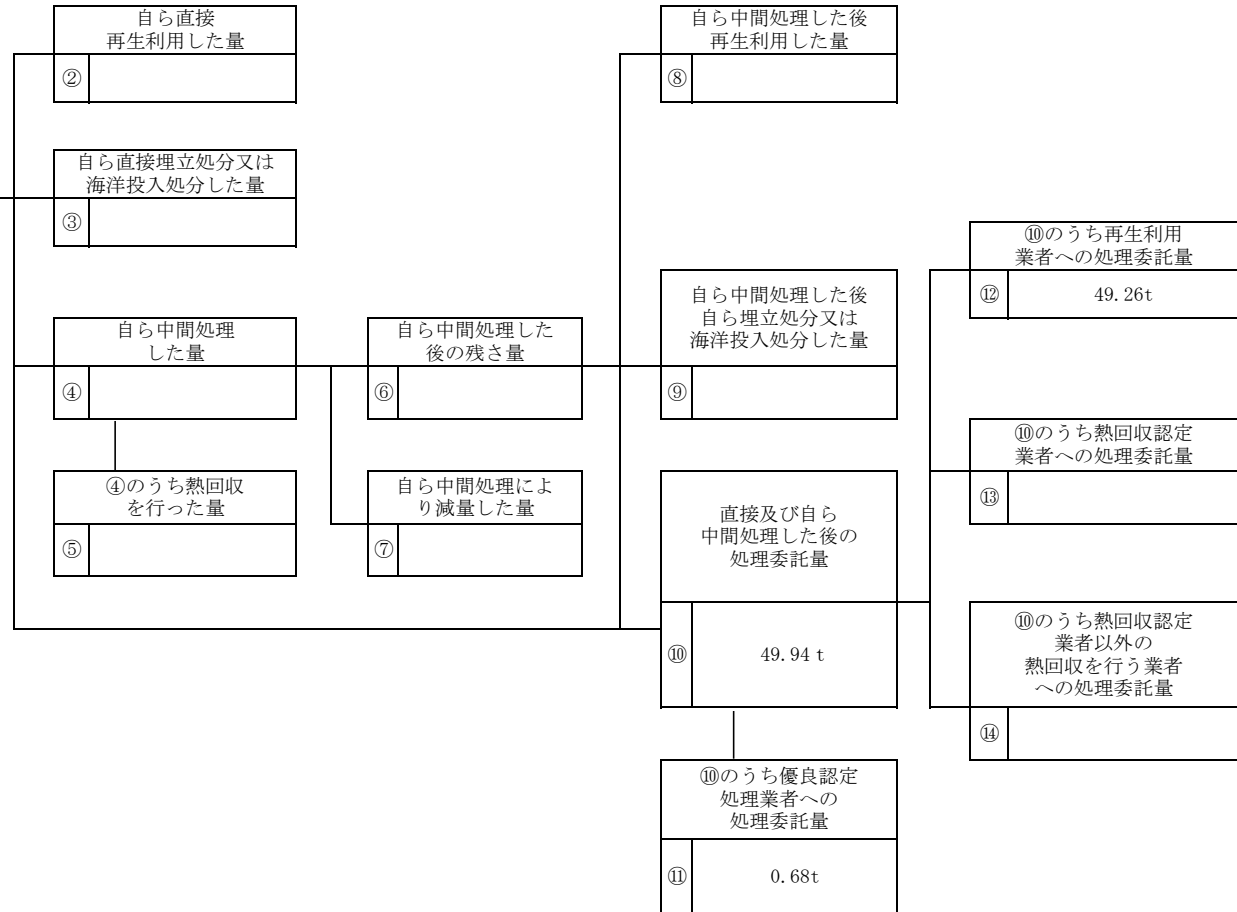 自ら直接
再生利用した量
②
自ら中間処理した後
再生利用した量
⑧
自ら直接埋立処分又は
海洋投入処分した量
③
⑩のうち再生利用
業者への処理委託量
⑫ 49.26t
自ら中間処理した後
自ら埋立処分又は
海洋投入処分した量
⑨
自ら中間処理
した量
④
自ら中間処理した
後の残さ量
⑥
⑩のうち熱回収認定
業者への処理委託量
⑬
④のうち熱回収
を行った量
⑤
自ら中間処理によ
り減量した量
⑦
直接及び自ら
中間処理した後の
処理委託量
⑩ 49.94 t
⑩のうち熱回収認定
業者以外の
熱回収を行う業者
への処理委託量
⑭
⑩のうち優良認定
処理業者への
処理委託量
⑪ 0.68t